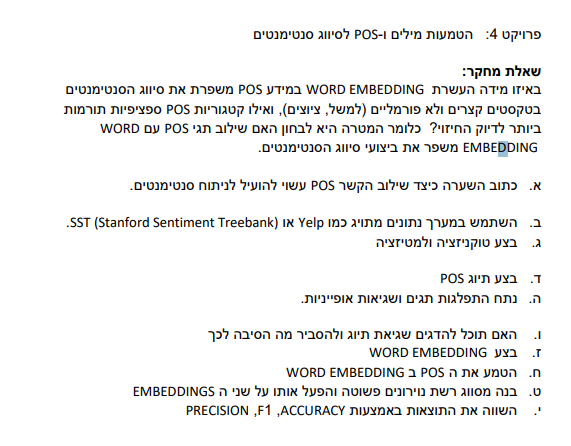 פרויקט 4: הטמעות מילים ו-POS לסיווג סנטימנטים
שאלת מחקר:
באיזו מידה העשרת WORD EMBEDDING במידע POS משפרת את סיווג הסנטימנטים
בטקסטים קצרים ולא פורמליים (למשל, ציוצים), ואילו קטגוריות POS ספציפיות תורמות
ביותר לדיוק החיזוי? כלומר המטרה היא לבחון האם שילוב תגי POS עם WORD
EMBEDDING משפר את ביצועי סיווג הסנטימנטים.
א. כתוב השערה כיצד שילוב הקשר POS עשוי להועיל לניתוח סנטימנטים.
ב. השתמש במערך נתונים מתויג כמו Yelp או SST (Stanford Sentiment Treebank).
ג. בצע טוקניזציה ולמטיזציה
ד. בצע תיוג POS
ה. נתח התפלגות תגים ושגיאות אופייניות.
ו. האם תוכל להדגים שגיאת תיוג ולהסביר מה הסיבה לכך
ז. בצע WORD EMBEDDING
ח. הטמע את ה POS ב WORD EMBEDDING
ט. בנה מסווג רשת נוירונים פשוטה והפעל אותו על שני ה EMBEDDINGS
י. השווה את התוצאות באמצעות PRECISION ,F1 ,ACCURACY